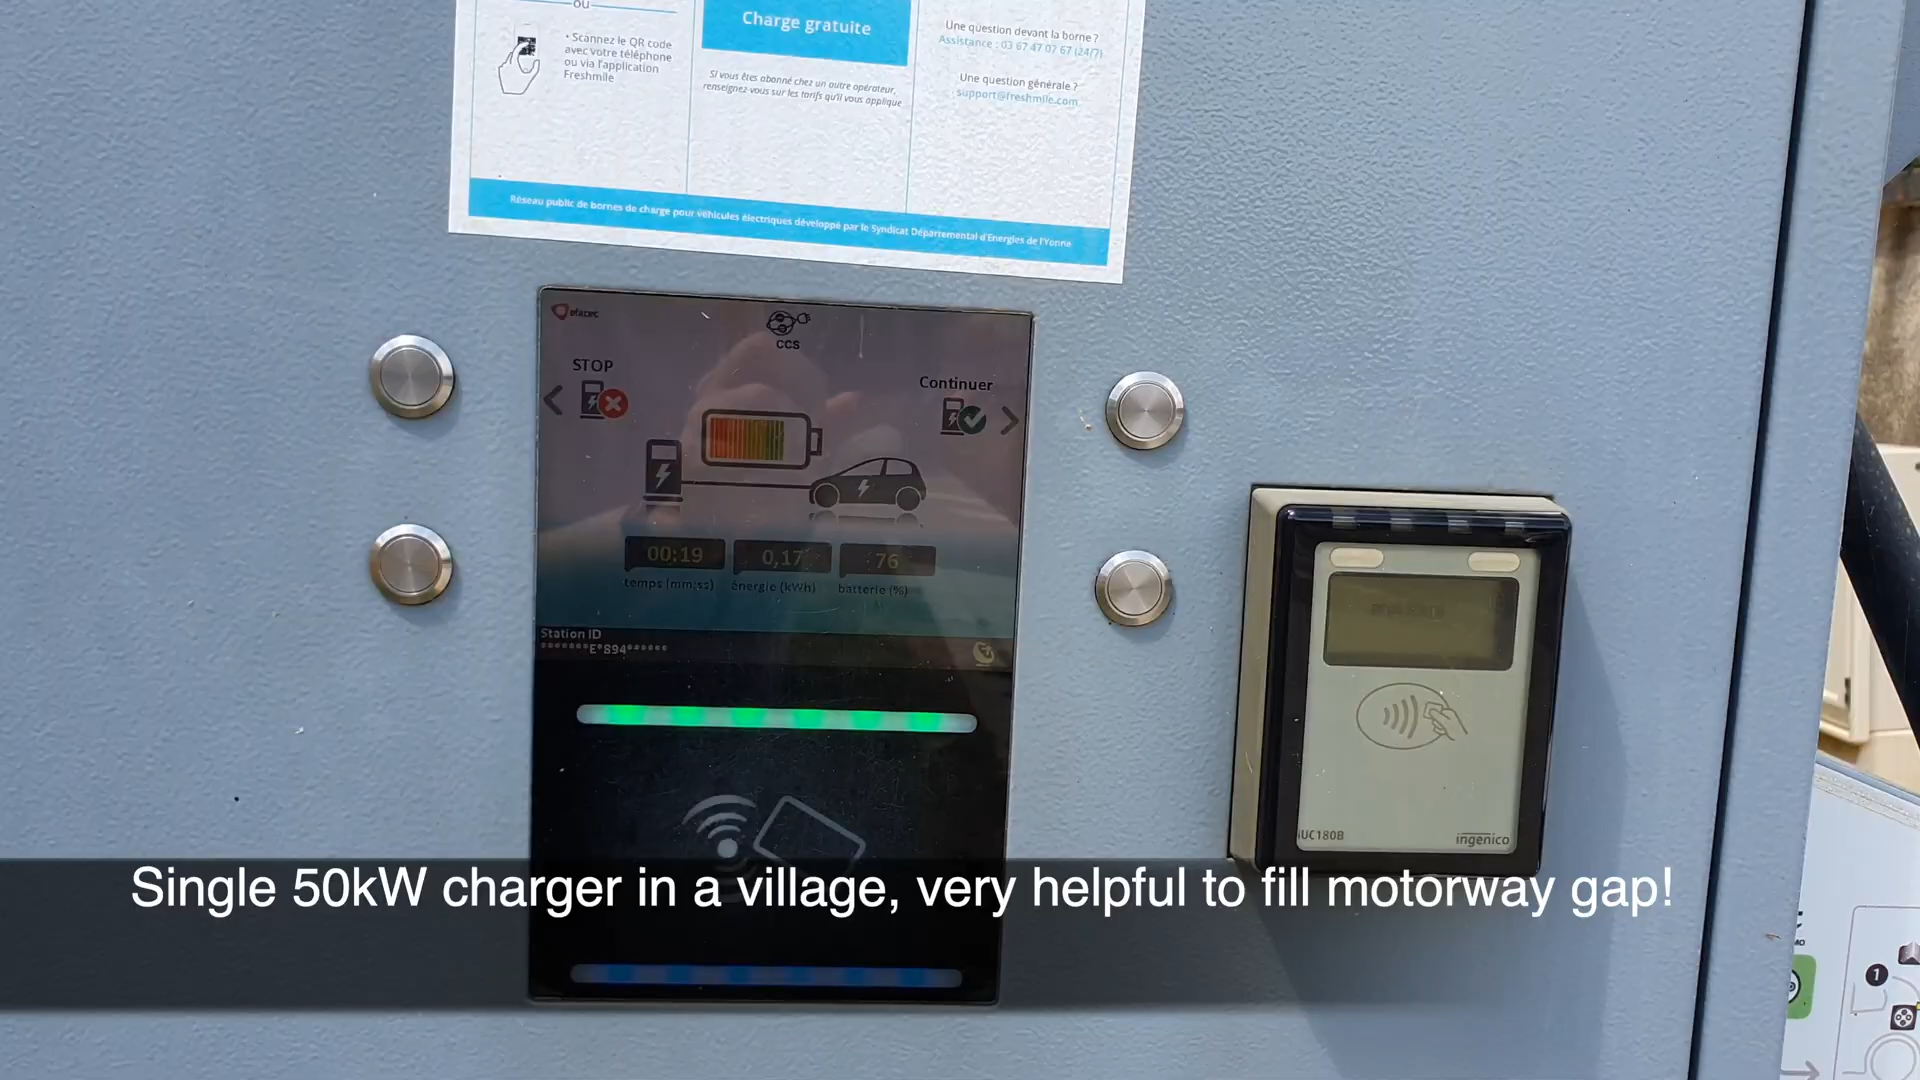 ou
• Scannez le QR code
avec votre téléphone
ou via l'application
Freshmile
Charge gratuite
Si vous êtes abonné chez un autre opérateur,
renseignez-vous sur les tarifs qu'il vous applique
Une question devant la borne ?
Assistance : 03 67 47 07 67 (24/7)
Une question générale ?
support@freshmile.com
Réseau public de bornes de charge pour véhicules électriques développé par le Syndicat Départemental d'Energies de l'Yonne
efacec
CCS
STOP
Continuer
00:19
0,17
76
temps (mm:ss)
énergie (kWh)
batterie (%)
Station ID
*******E*894******
iUC180B
ingenico
1
Single 50kW charger in a village, very helpful to fill motorway gap!